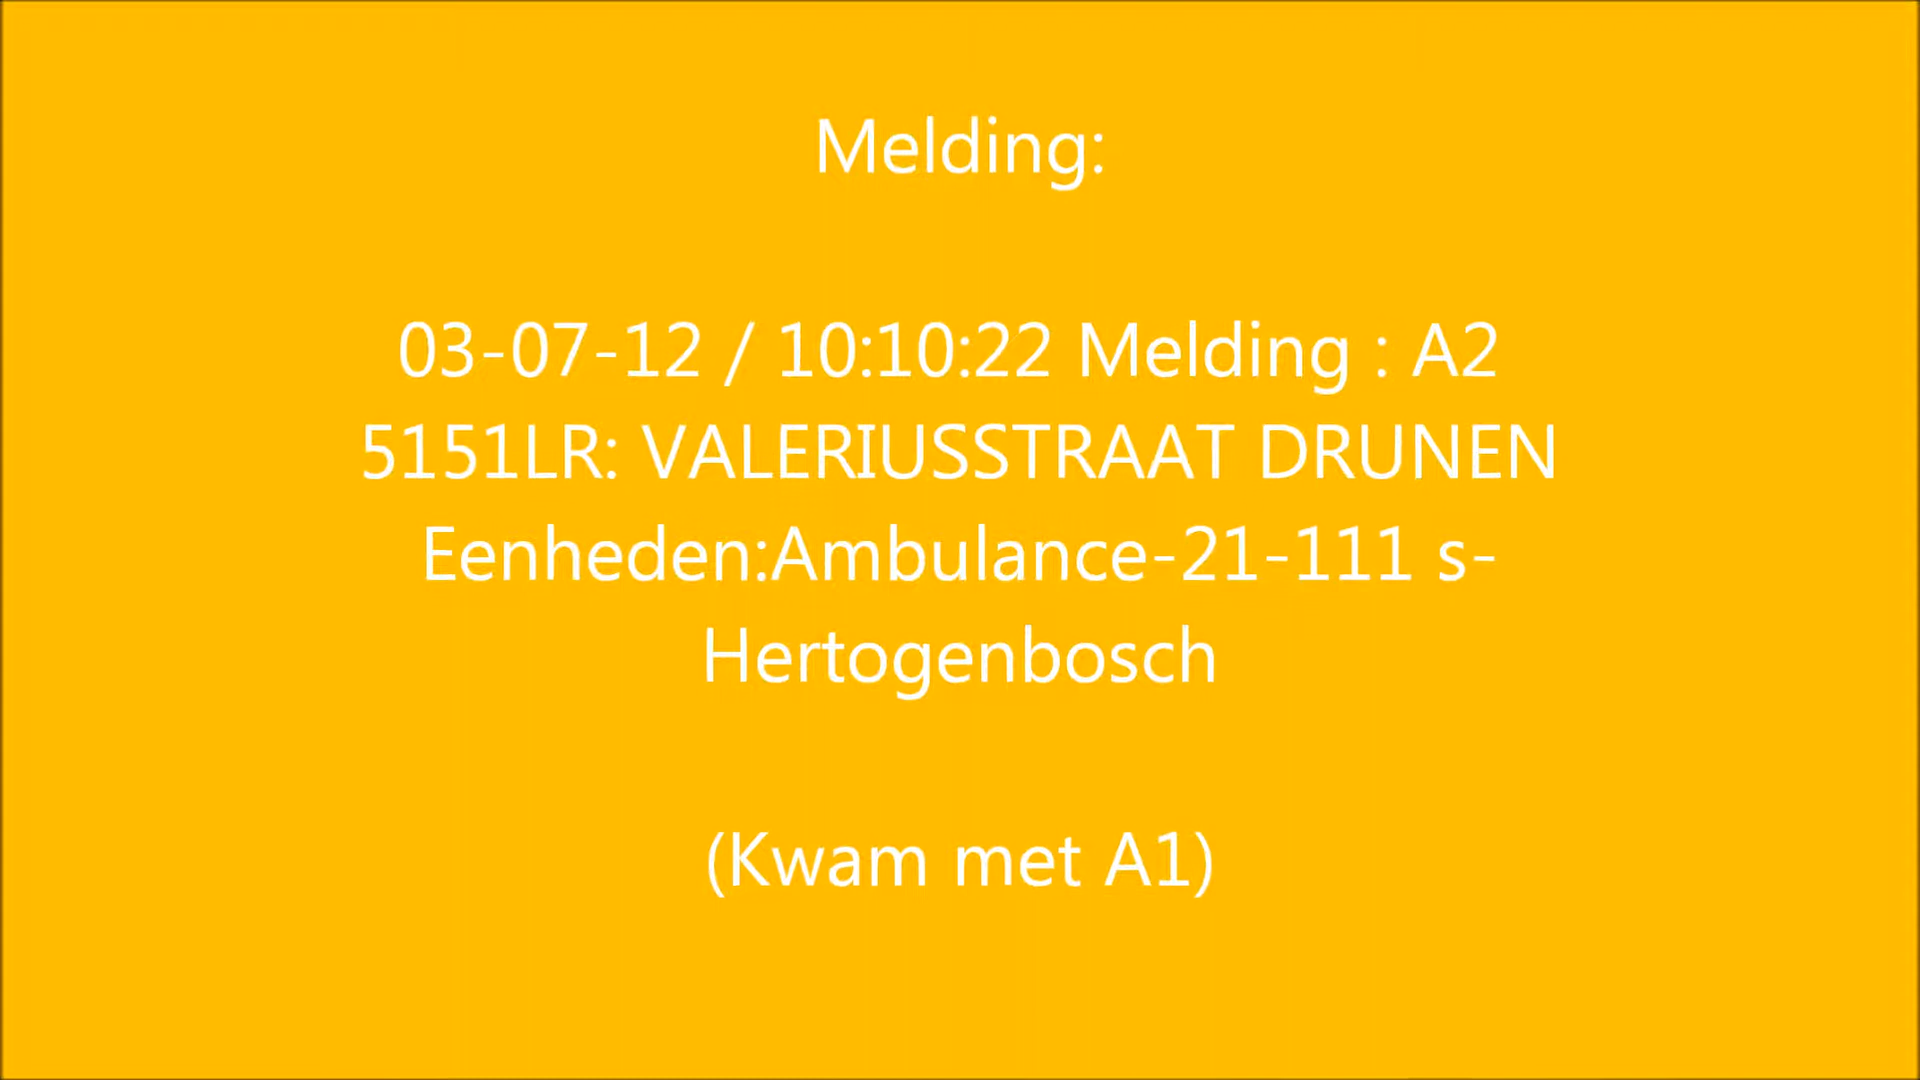 Melding:
03-07-12 / 10:10:22 Melding : A2
5151LR: VALERIUSSTRAAT DRUNEN
Eenheden:Ambulance-21-111 s-
Hertogenbosch
(Kwam met A1)